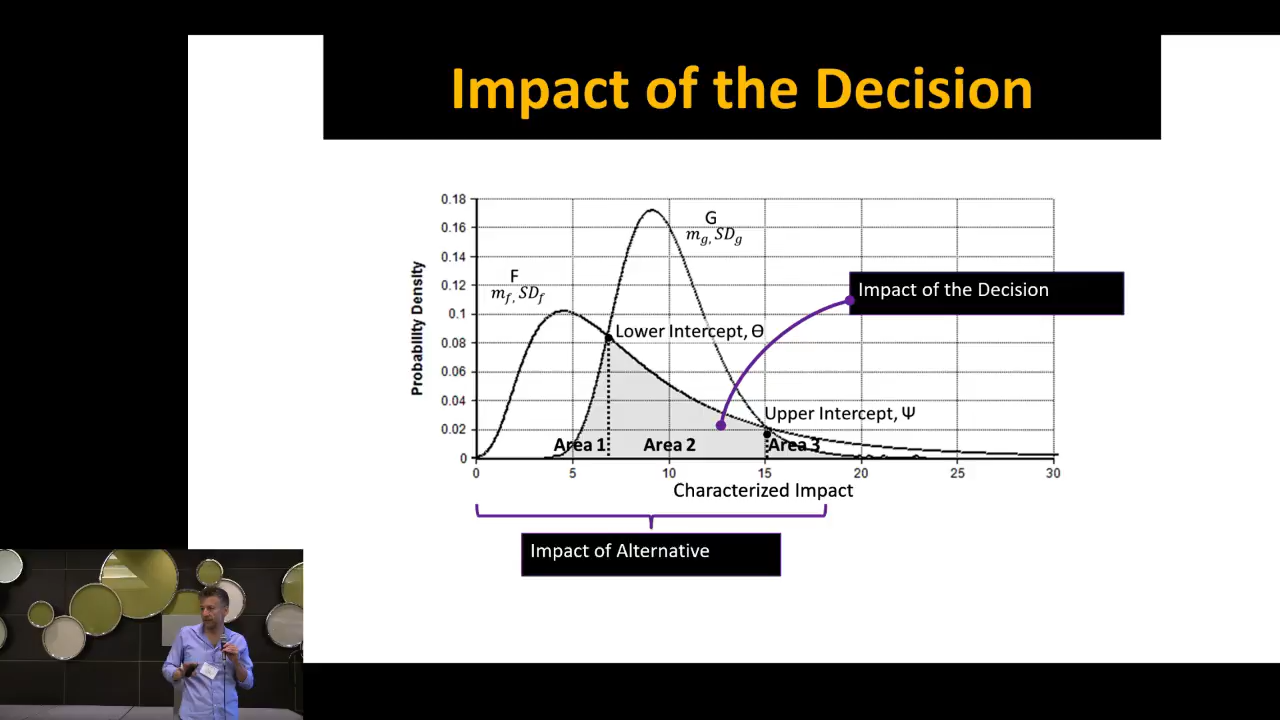 Impact of the Decision
0.18
0.16
0.14
0.12
0.1
0.08
0.06
0.04
0.02
0
Probability Density
F
m_f, SD_f
G
m_g, SD_g
Lower Intercept, Ө
Upper Intercept, Ψ
Impact of the Decision
Area 1 Area 2 Area 3
0 5 10 15 20 25 30
Characterized Impact
Impact of Alternative